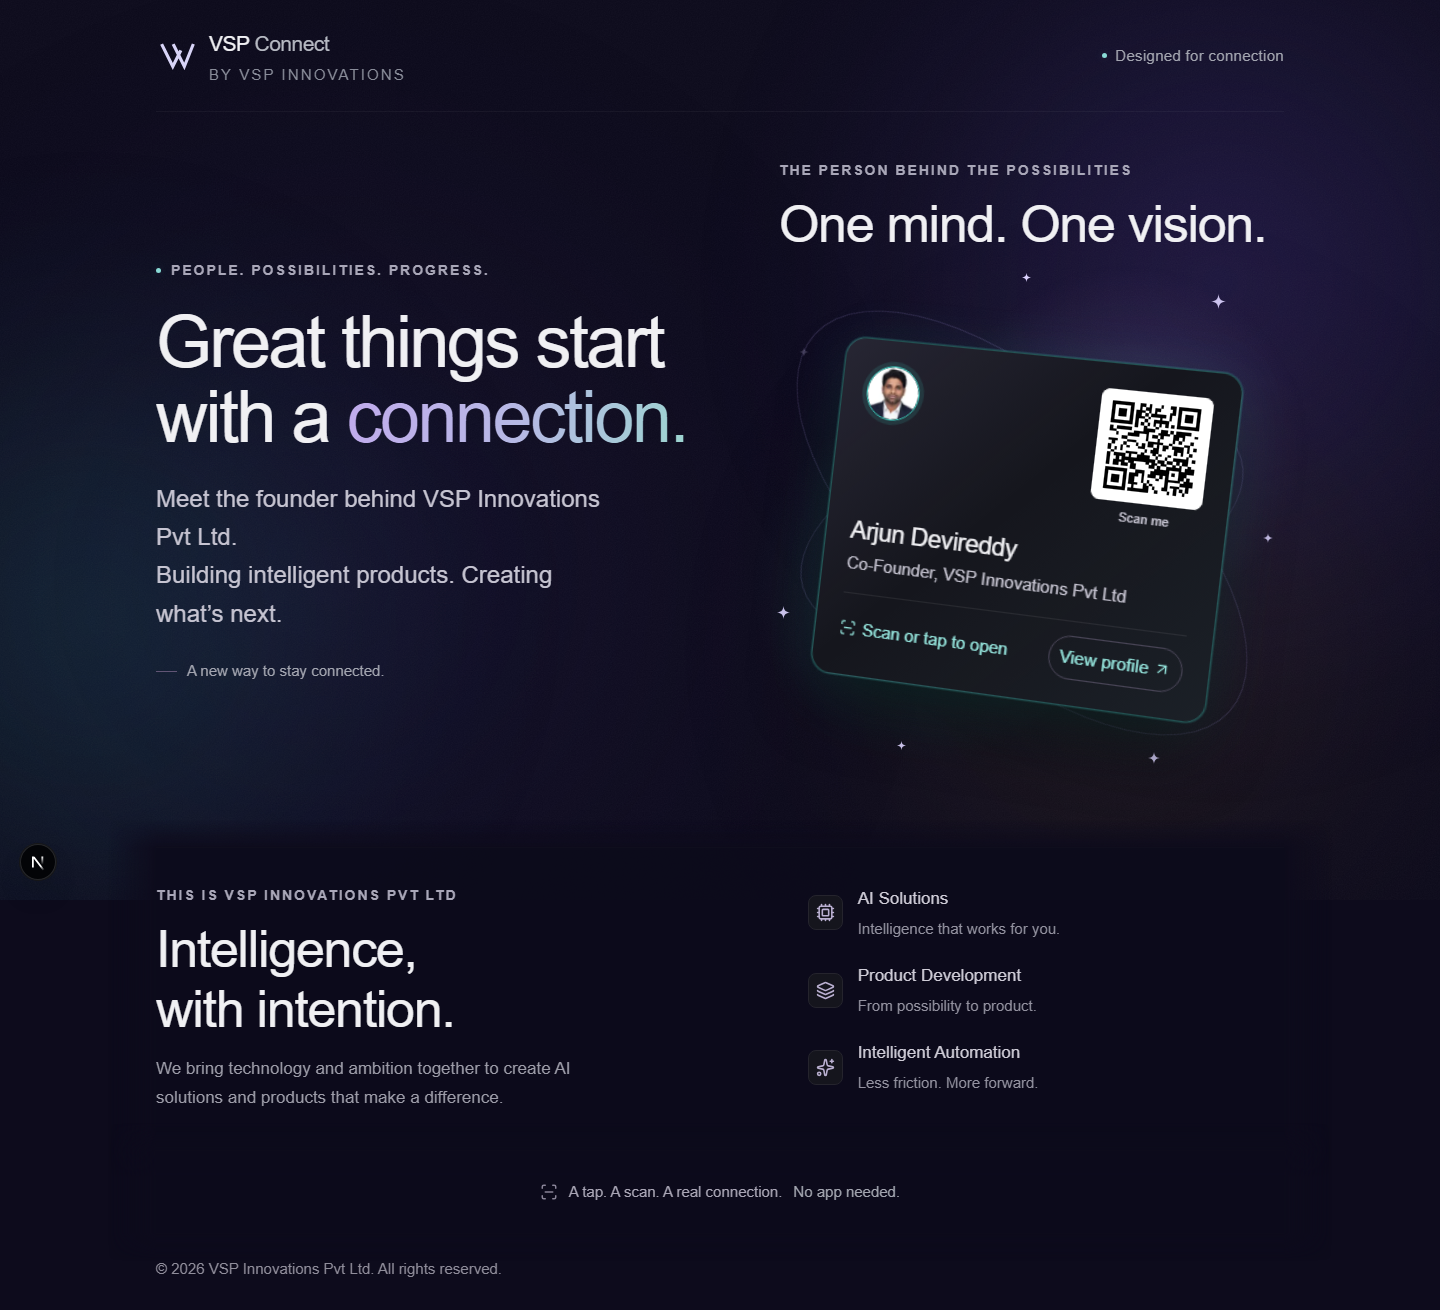 VSP Connect
BY VSP INNOVATIONS
Designed for connection
PEOPLE. POSSIBILITIES. PROGRESS.
Great things start
with a connection.
Meet the founder behind VSP Innovations
Pvt Ltd.
Building intelligent products. Creating
what’s next.
A new way to stay connected.
THE PERSON BEHIND THE POSSIBILITIES
One mind. One vision.
Scan me
Arjun Devireddy
Co-Founder, VSP Innovations Pvt Ltd
Scan or tap to open
View profile
THIS IS VSP INNOVATIONS PVT LTD
Intelligence,
with intention.
We bring technology and ambition together to create AI
solutions and products that make a difference.
AI Solutions
Intelligence that works for you.
Product Development
From possibility to product.
Intelligent Automation
Less friction. More forward.
A tap. A scan. A real connection. No app needed.
© 2026 VSP Innovations Pvt Ltd. All rights reserved.